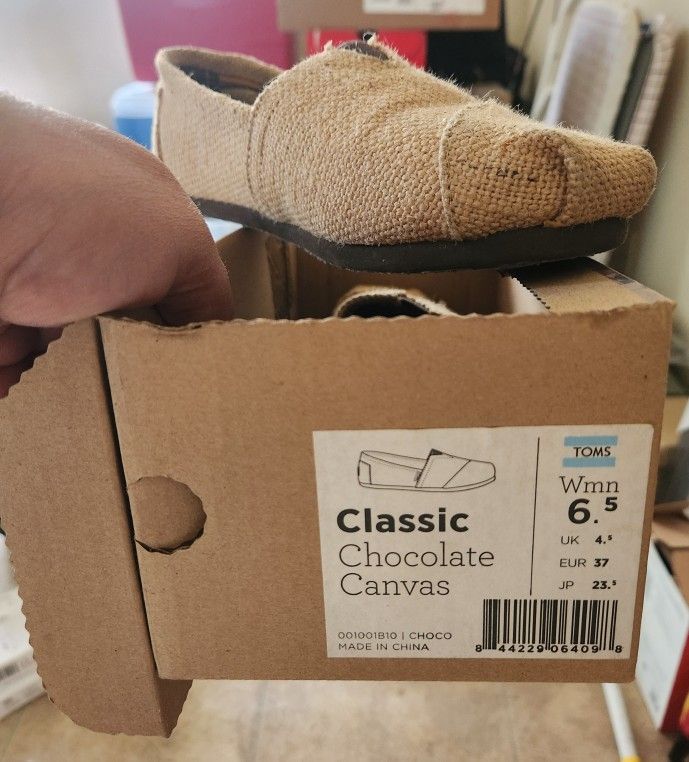 TOMS
Classic
Chocolate
Canvas
001001B10 | CHOCO
MADE IN CHINA
Wmn
6.5
UK 4.5
EUR 37
JP 23.5
8 44229 06409 8